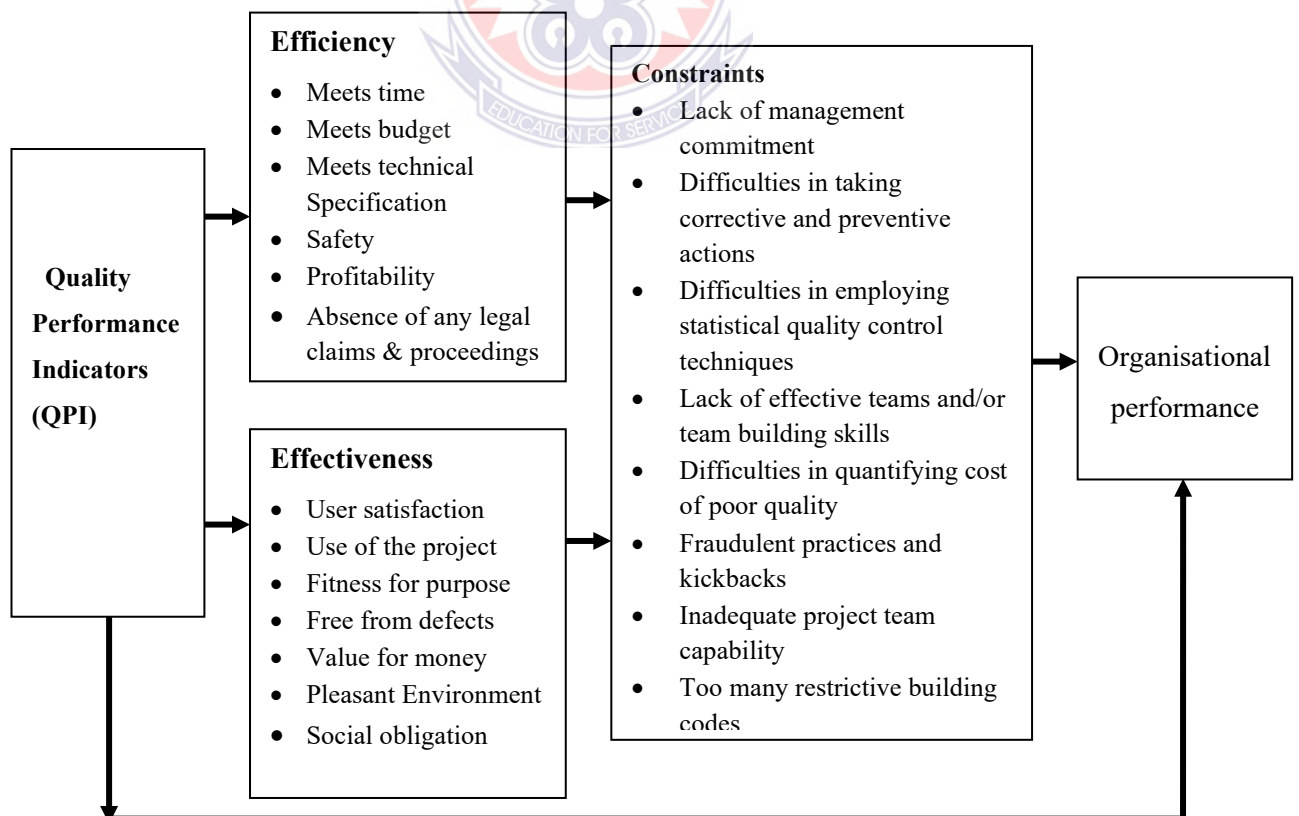 Quality
Performance
Indicators
(QPI)
Efficiency
• Meets time
• Meets budget
• Meets technical
Specification
• Safety
• Profitability
• Absence of any legal
claims & proceedings
Effectiveness
• User satisfaction
• Use of the project
• Fitness for purpose
• Free from defects
• Value for money
• Pleasant Environment
• Social obligation
EDUCATION FOR SERVICE
Constraints
• Lack of management
commitment
• Difficulties in taking
corrective and preventive
actions
• Difficulties in employing
statistical quality control
techniques
• Lack of effective teams and/or
team building skills
• Difficulties in quantifying cost
of poor quality
• Fraudulent practices and
kickbacks
• Inadequate project team
capability
• Too many restrictive building
codes
Organisational
performance